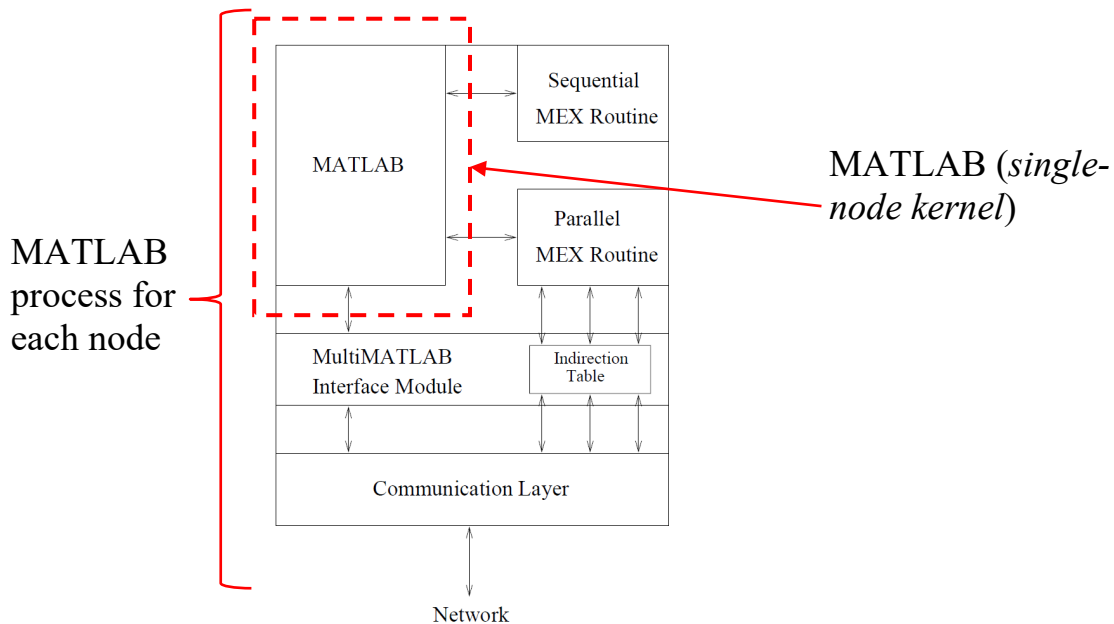 Sequential
MEX Routine
MATLAB
MATLAB (single-
node kernel)
Parallel
MEX Routine
MATLAB
process for
each node
MultiMATLAB
Interface Module
Indirection
Table
Communication Layer
Network